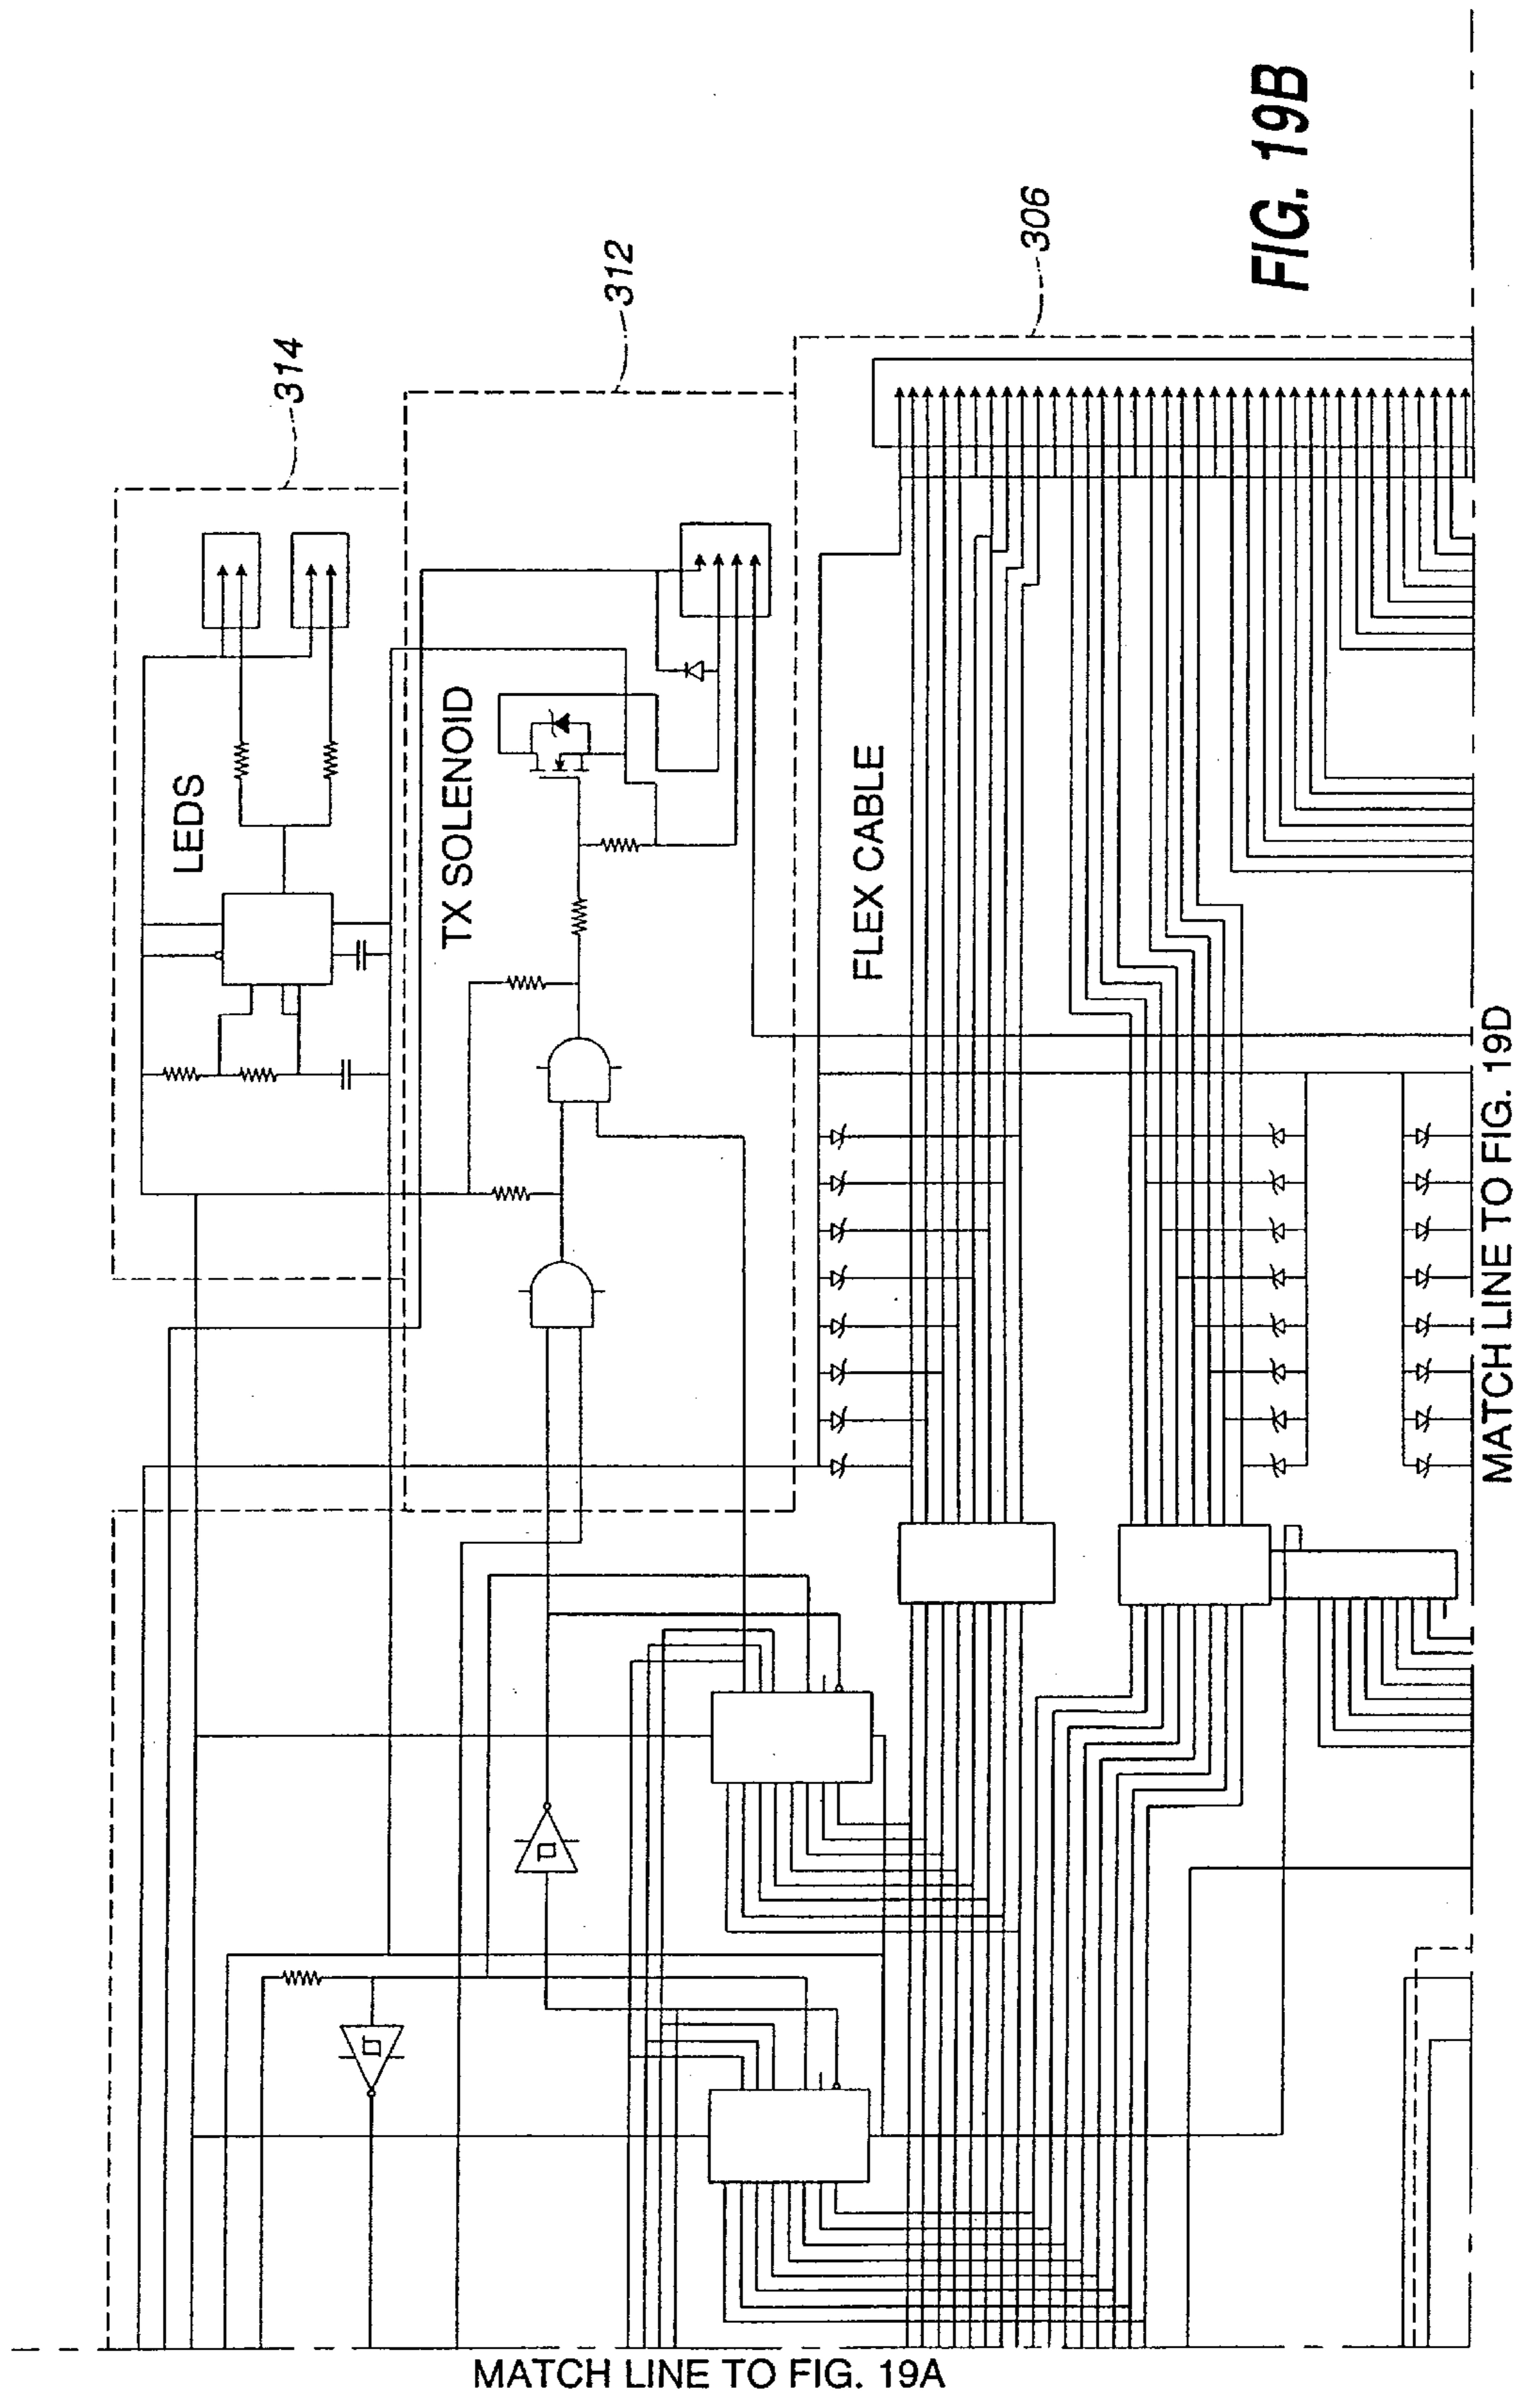 314
LEDS
312
TX SOLENOID
306
FLEX CABLE
FIG. 19B
MATCH LINE TO FIG. 19D
MATCH LINE TO FIG. 19A